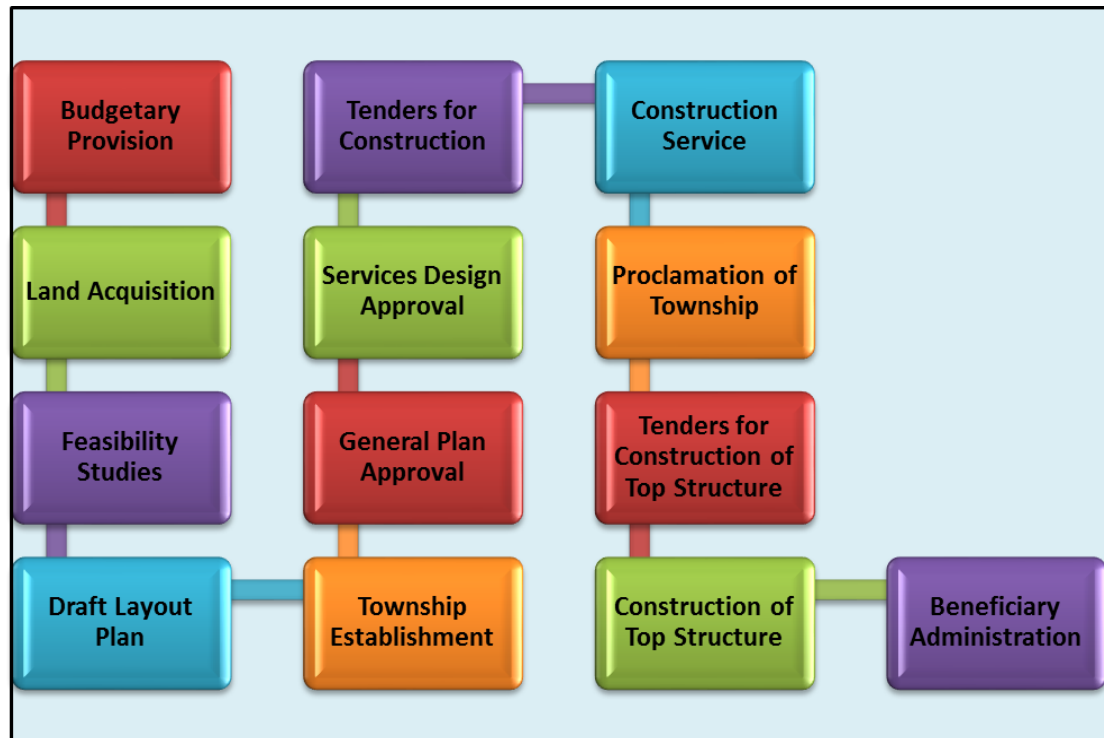 Budgetary
Provision
Land Acquisition
Feasibility
Studies
Draft Layout
Plan
Township
Establishment
General Plan
Approval
Services Design
Approval
Tenders for
Construction
Construction
Service
Proclamation of
Township
Tenders for
Construction of
Top Structure
Construction of
Top Structure
Beneficiary
Administration